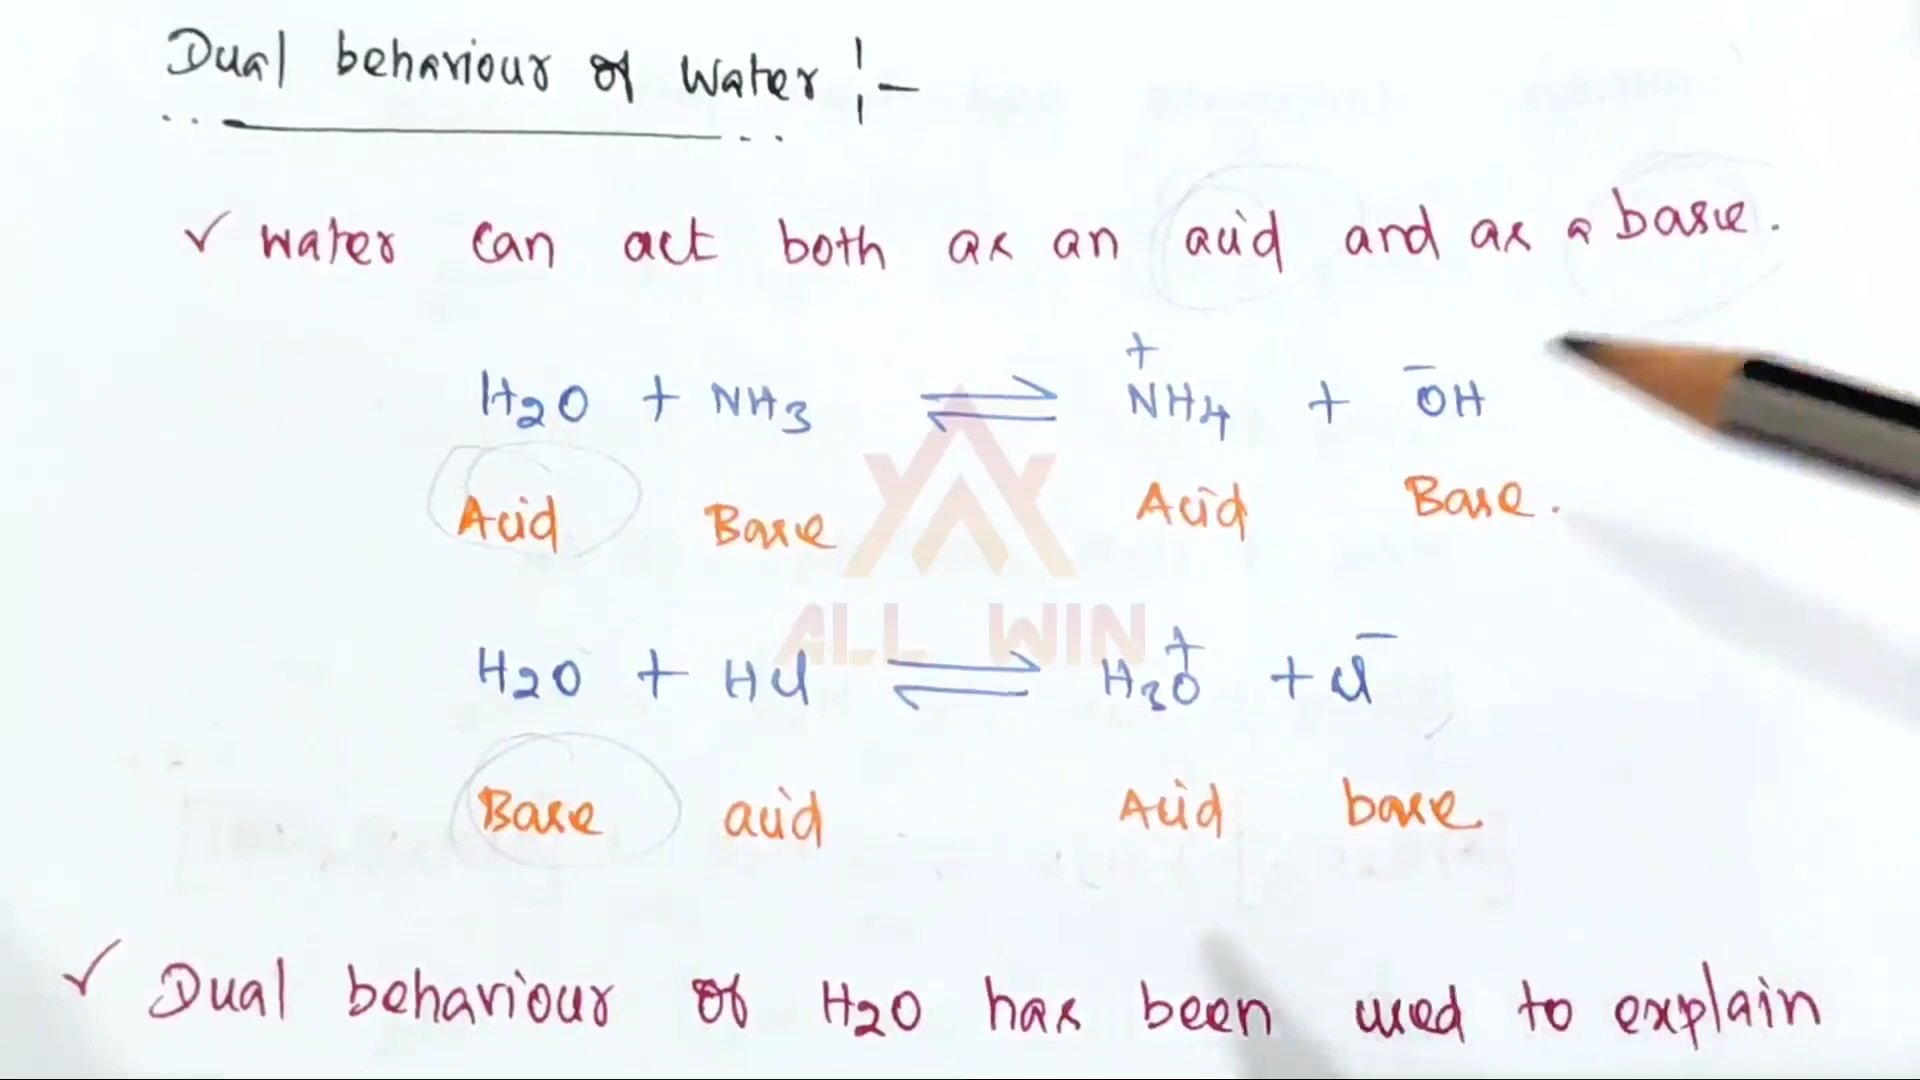 Dual behaviour of Water :-
✓ water can act both as an acid and as a base.
H2O + NH3 ⇌ N⁺H4 + ⁻OH
Acid Base Acid Base.
ALL WIN
H2O + HCl ⇌ H3O⁺ + Cl⁻
Base acid Acid base.
✓ Dual behaviour of H2O has been used to explain